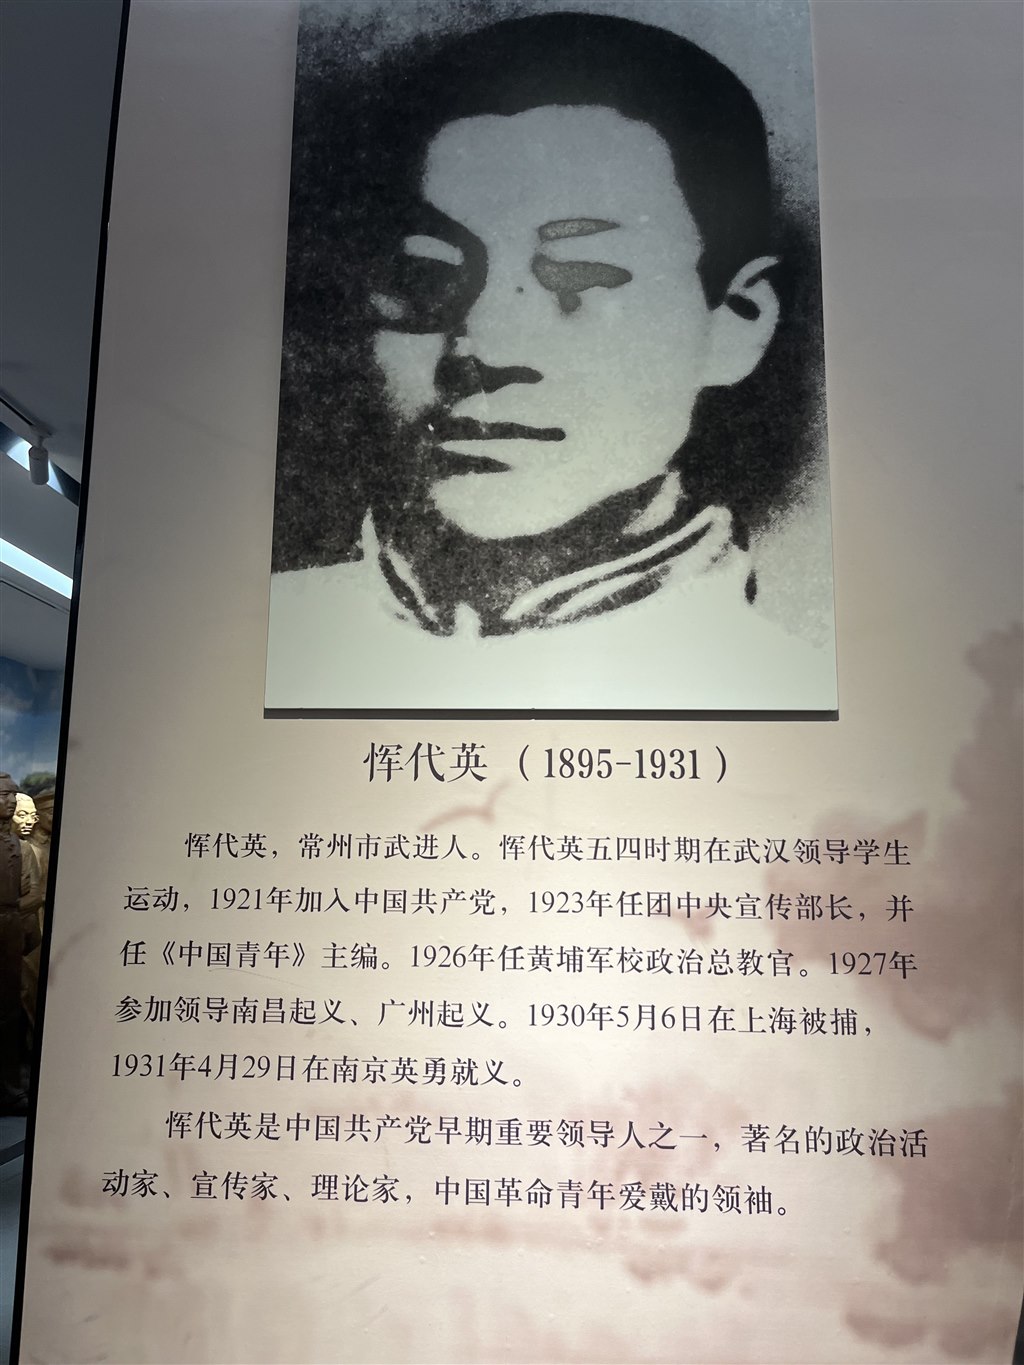 恽代英（1895-1931）
恽代英，常州市武进人。恽代英五四时期在武汉领导学生
运动，1921年加入中国共产党，1923年任团中央宣传部长，并
任《中国青年》主编。1926年任黄埔军校政治总教官。1927年
参加领导南昌起义、广州起义。1930年5月6日在上海被捕，
1931年4月29日在南京英勇就义。
恽代英是中国共产党早期重要领导人之一，著名的政治活
动家、宣传家、理论家，中国革命青年爱戴的领袖。